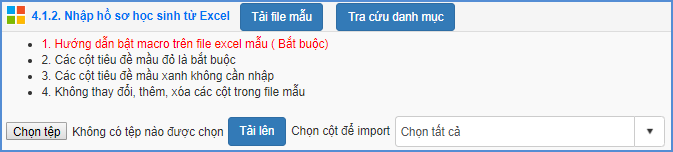 4.1.2. Nhập hồ sơ học sinh từ Excel Tải file mẫu Tra cứu danh mục
1. Hướng dẫn bật macro trên file excel mẫu ( Bắt buộc)
2. Các cột tiêu đề mầu đỏ là bắt buộc
3. Các cột tiêu đề mầu xanh không cần nhập
4. Không thay đổi, thêm, xóa các cột trong file mẫu
Chọn tệp Không có tệp nào được chọn Tải lên Chọn cột để import Chọn tất cả